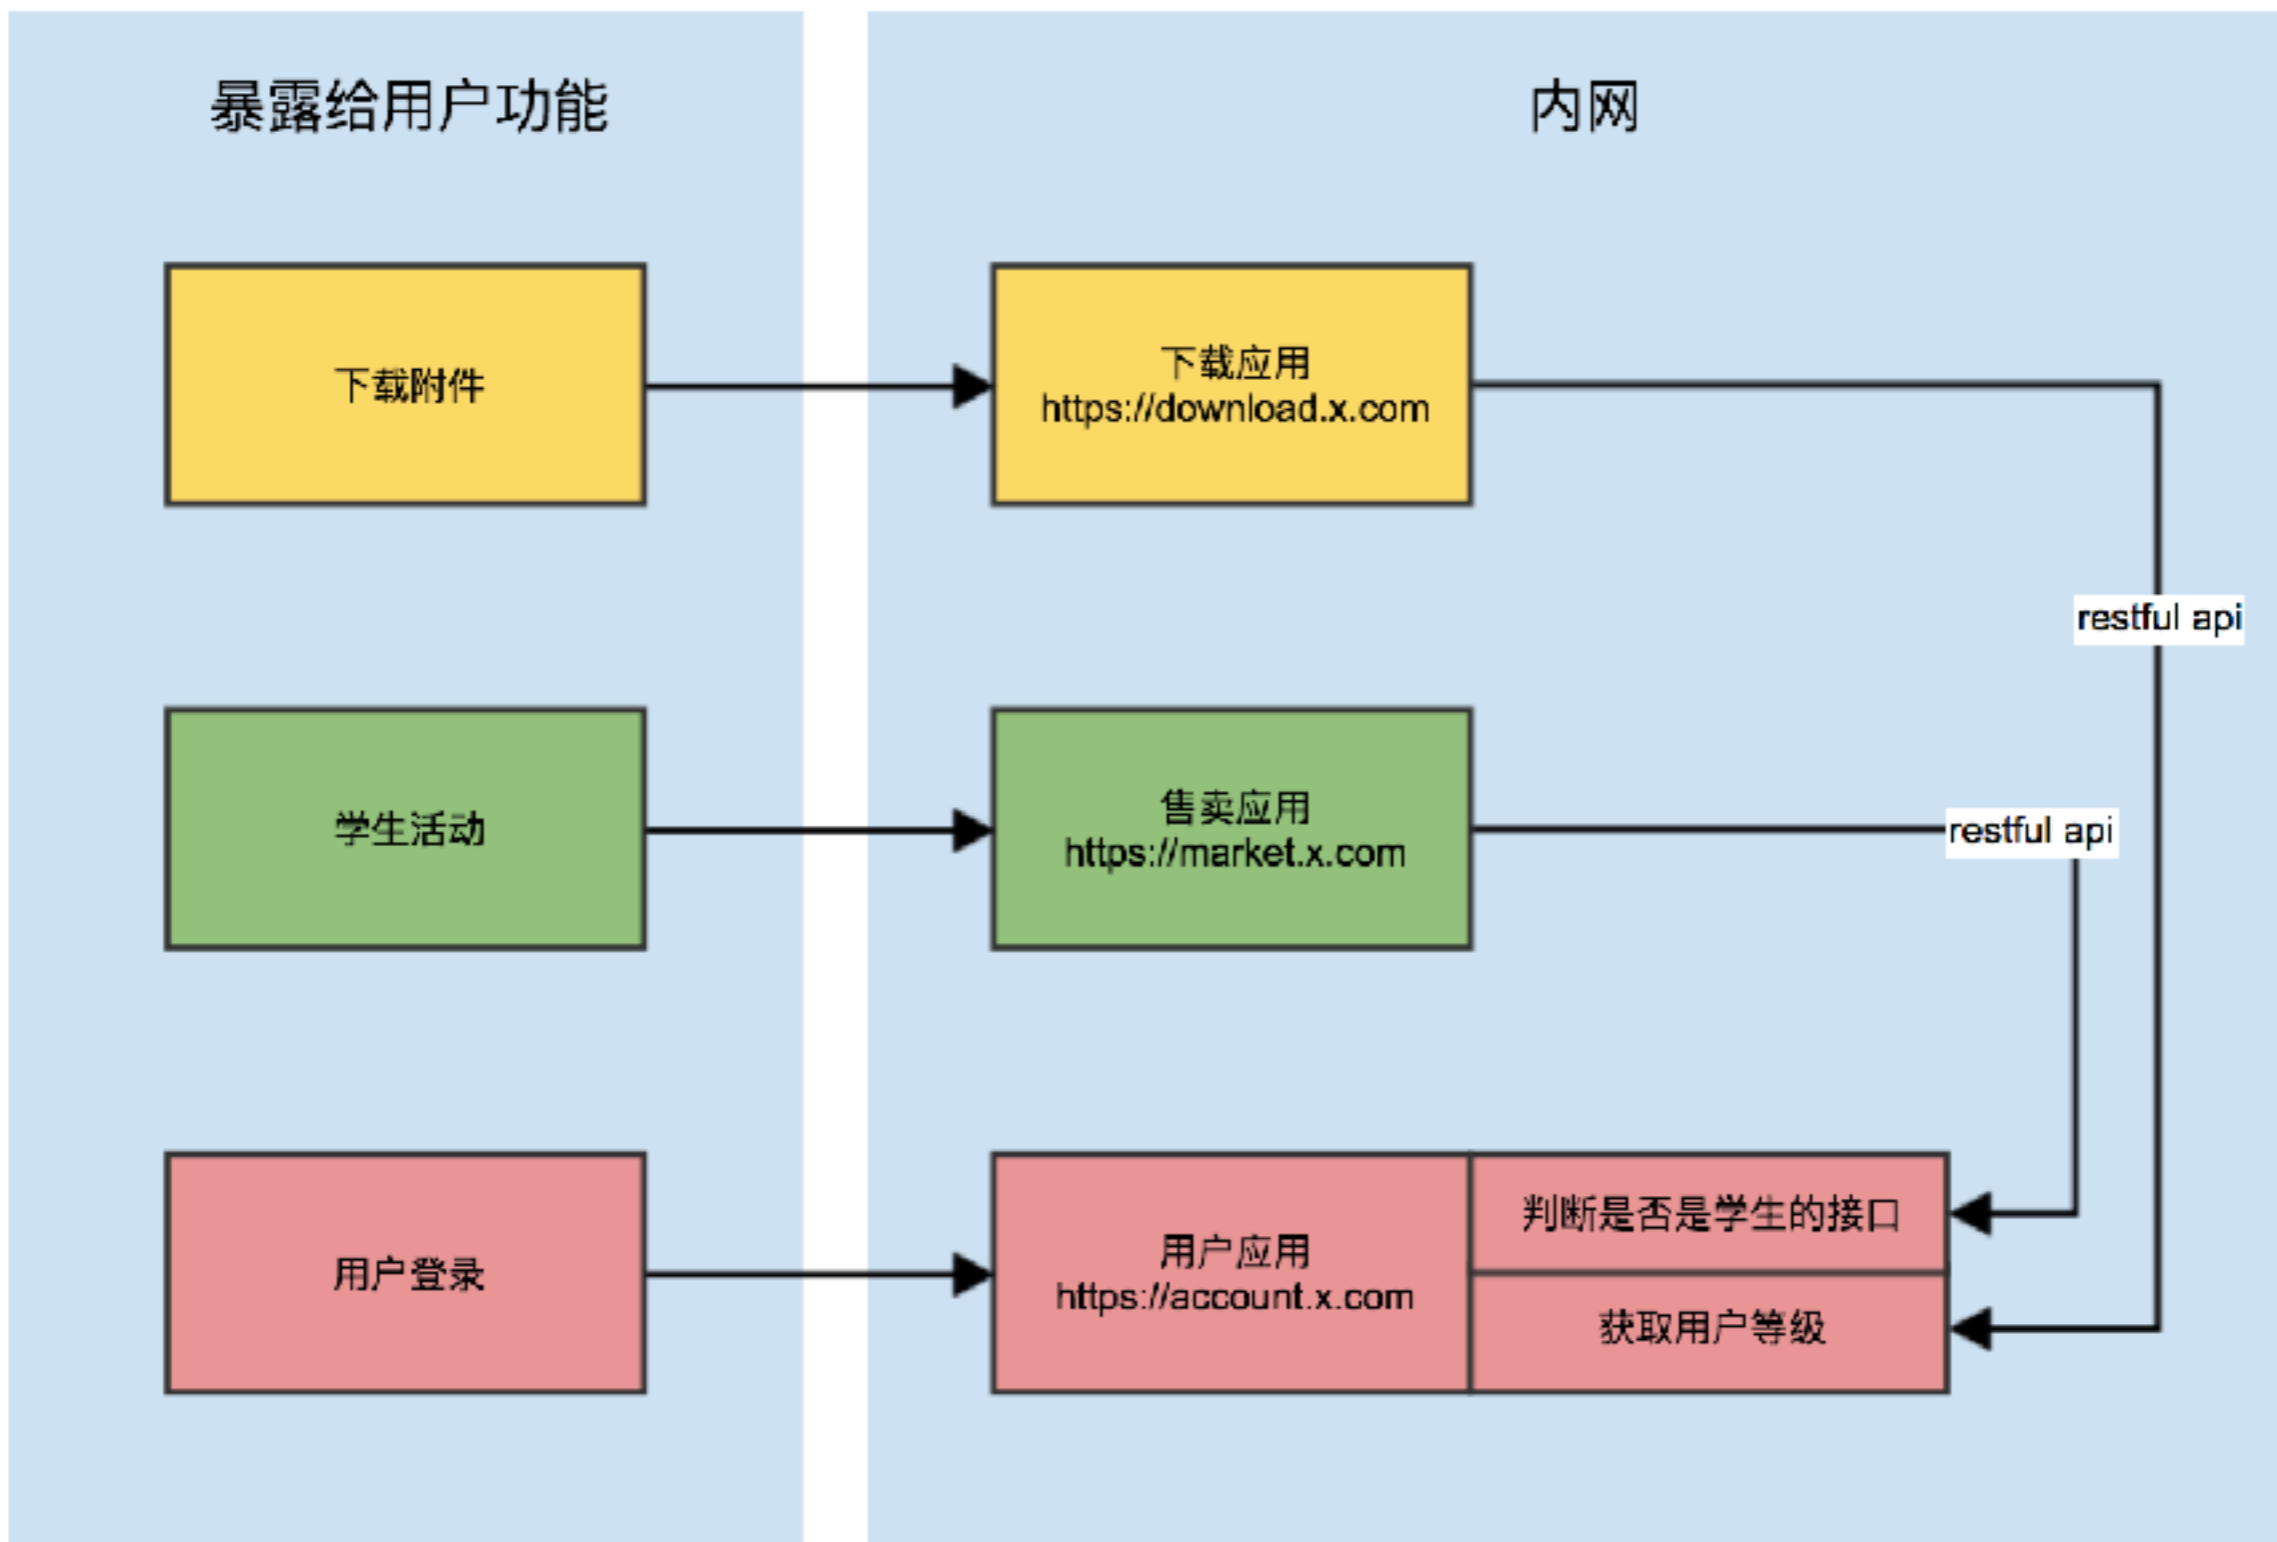 暴露给用户功能
内网
下载附件
下载应用
https://download.x.com
restful api
学生活动
售卖应用
https://market.x.com
restful api
用户登录
用户应用
https://account.x.com
判断是否是学生的接口
获取用户等级